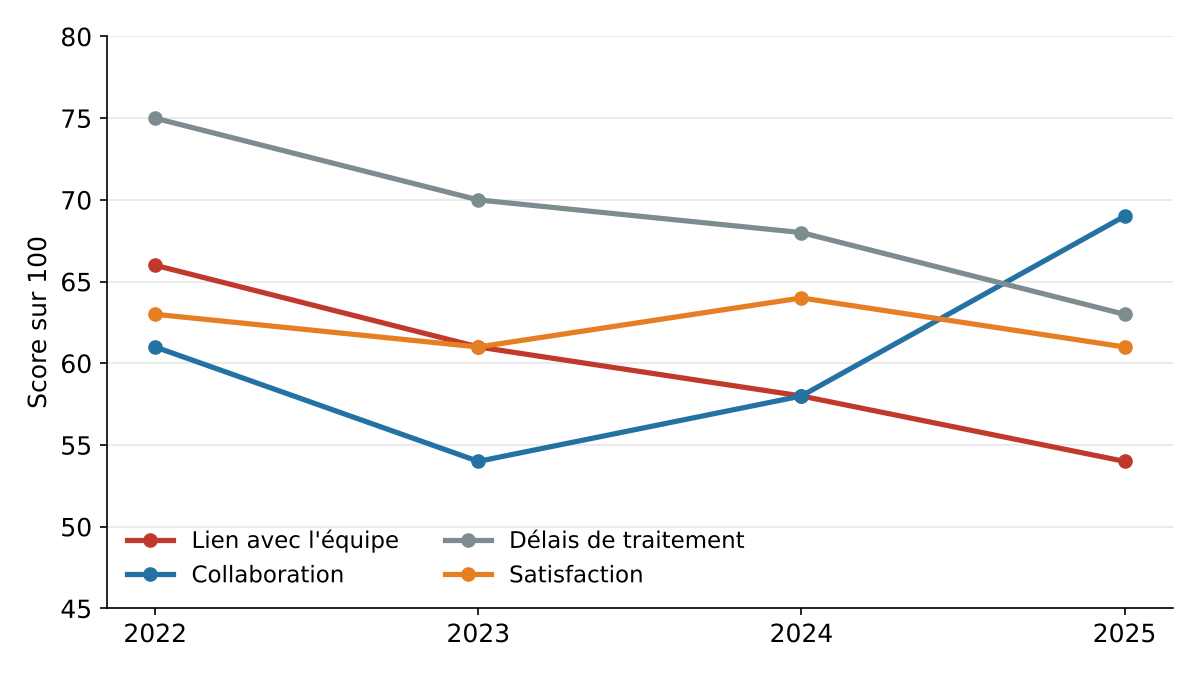 80
75
70
65
60
55
50
45
Score sur 100
Lien avec l'équipe
Collaboration
Délais de traitement
Satisfaction
2022 2023 2024 2025